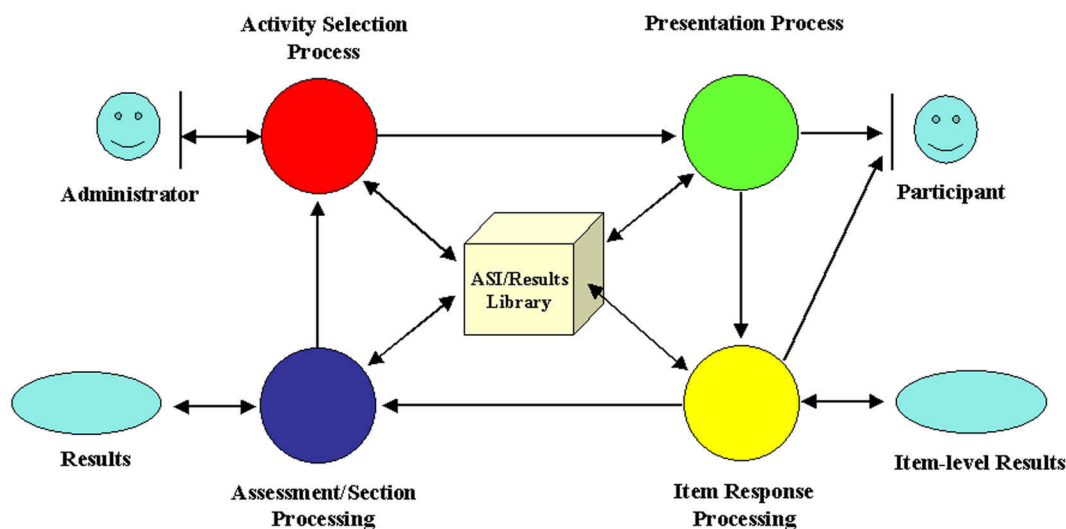 Activity Selection
Process
Presentation Process
Administrator
Participant
ASI/Results
Library
Results
Item-level Results
Assessment/Section
Processing
Item Response
Processing